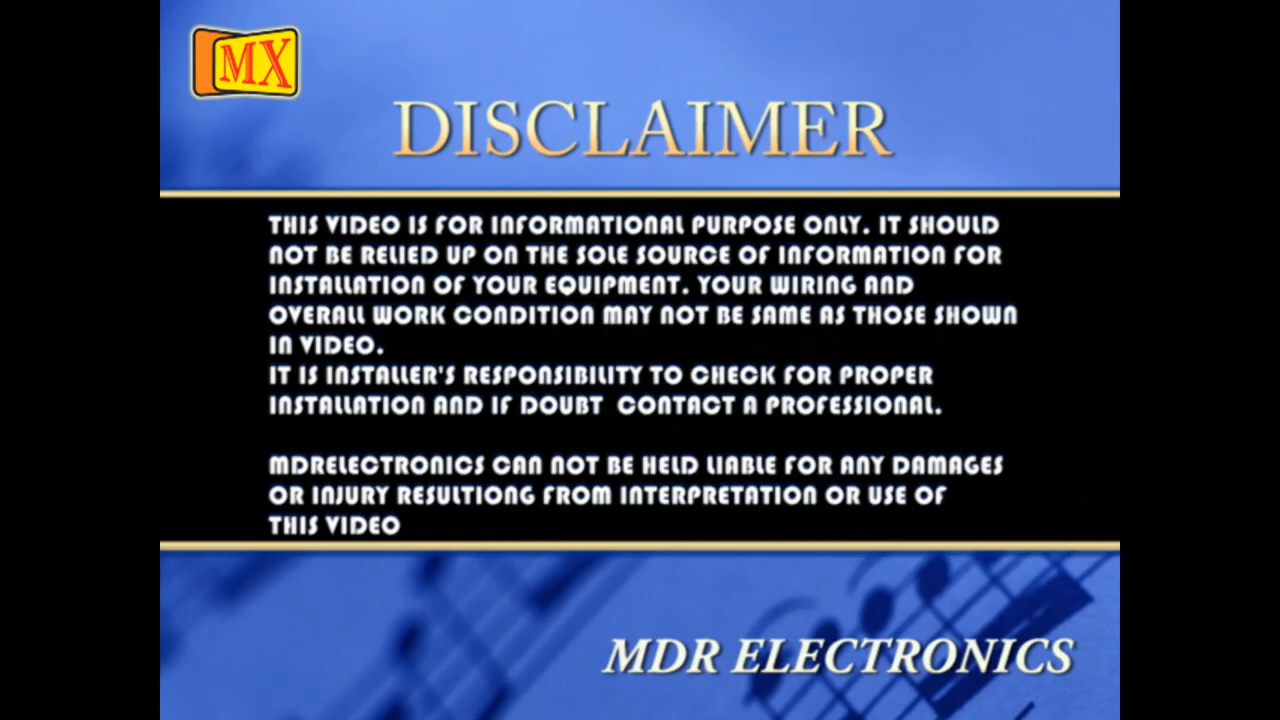 MX
DISCLAIMER
THIS VIDEO IS FOR INFORMATIONAL PURPOSE ONLY. IT SHOULD
NOT BE RELIED UP ON THE SOLE SOURCE OF INFORMATION FOR
INSTALLATION OF YOUR EQUIPMENT. YOUR WIRING AND
OVERALL WORK CONDITION MAY NOT BE SAME AS THOSE SHOWN
IN VIDEO.
IT IS INSTALLER'S RESPONSIBILITY TO CHECK FOR PROPER
INSTALLATION AND IF DOUBT CONTACT A PROFESSIONAL.
MDRELECTRONICS CAN NOT BE HELD LIABLE FOR ANY DAMAGES
OR INJURY RESULTIONG FROM INTERPRETATION OR USE OF
THIS VIDEO
MDR ELECTRONICS